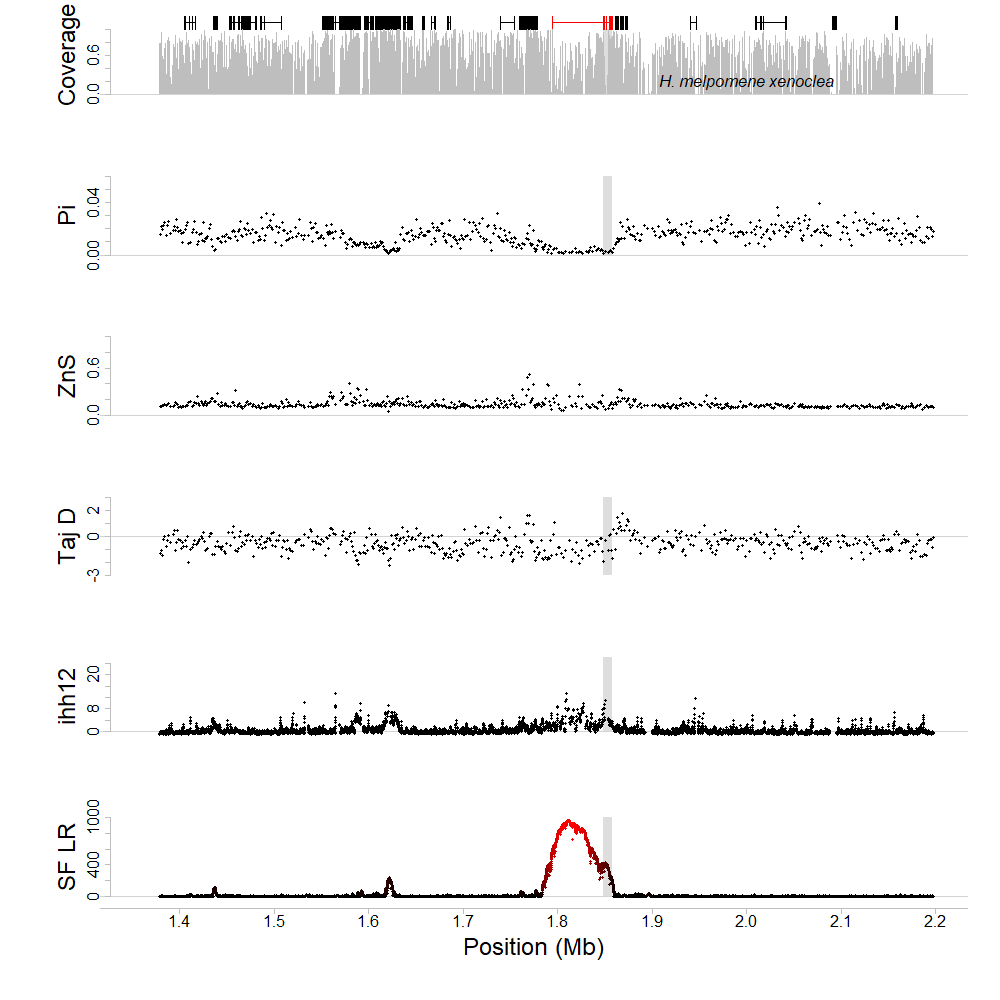 Coverage
0.6
0.0
H. melpomene xenoclea
Pi
0.04
0.00
ZnS
0.6
0.0
Taj D
2
0
-3
ihh12
20
8
0
SF LR
1000
400
0
1.4 1.5 1.6 1.7 1.8 1.9 2.0 2.1 2.2
Position (Mb)